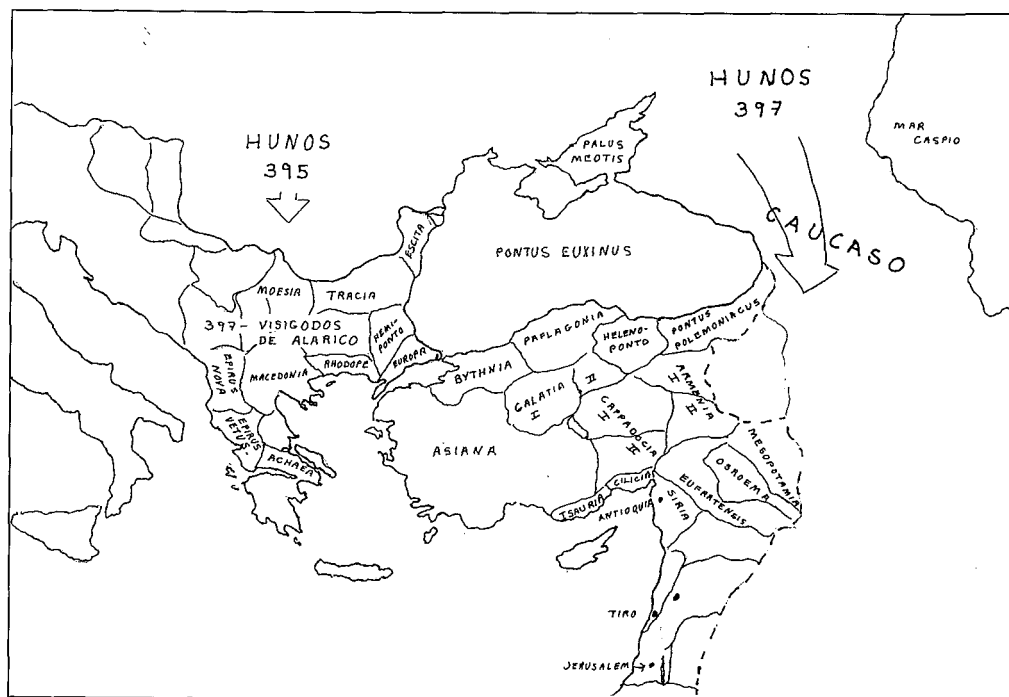 HUNOS
395
HUNOS
397
MAR
CASPIO
PALUS
MEOTIS
CAUCASO
ESCITA
PONTUS EUXINUS
MOESIA
TRACIA
397- VISIGODOS
DE ALARICO
HEMI-
PONTO
EUROPA
RHODOPE
MACEDONIA
EPIRUS
NOVA
EPIRUS
VETUS-
ACHAEA
PAFLAGONIA
HELENO-
PONTO
PONTUS
POLEMONIACUS
BYTHNIA
GALATIA
I
II
ARMENIA
I
II
CAPPADOCIA
I
II
ASIANA
MESOPOTAMIA
OSROEMA
EUFRATENSIS
CILICIA
ISAURIA
ANTIOQUIA
SIRIA
TIRO
JERUSALEM